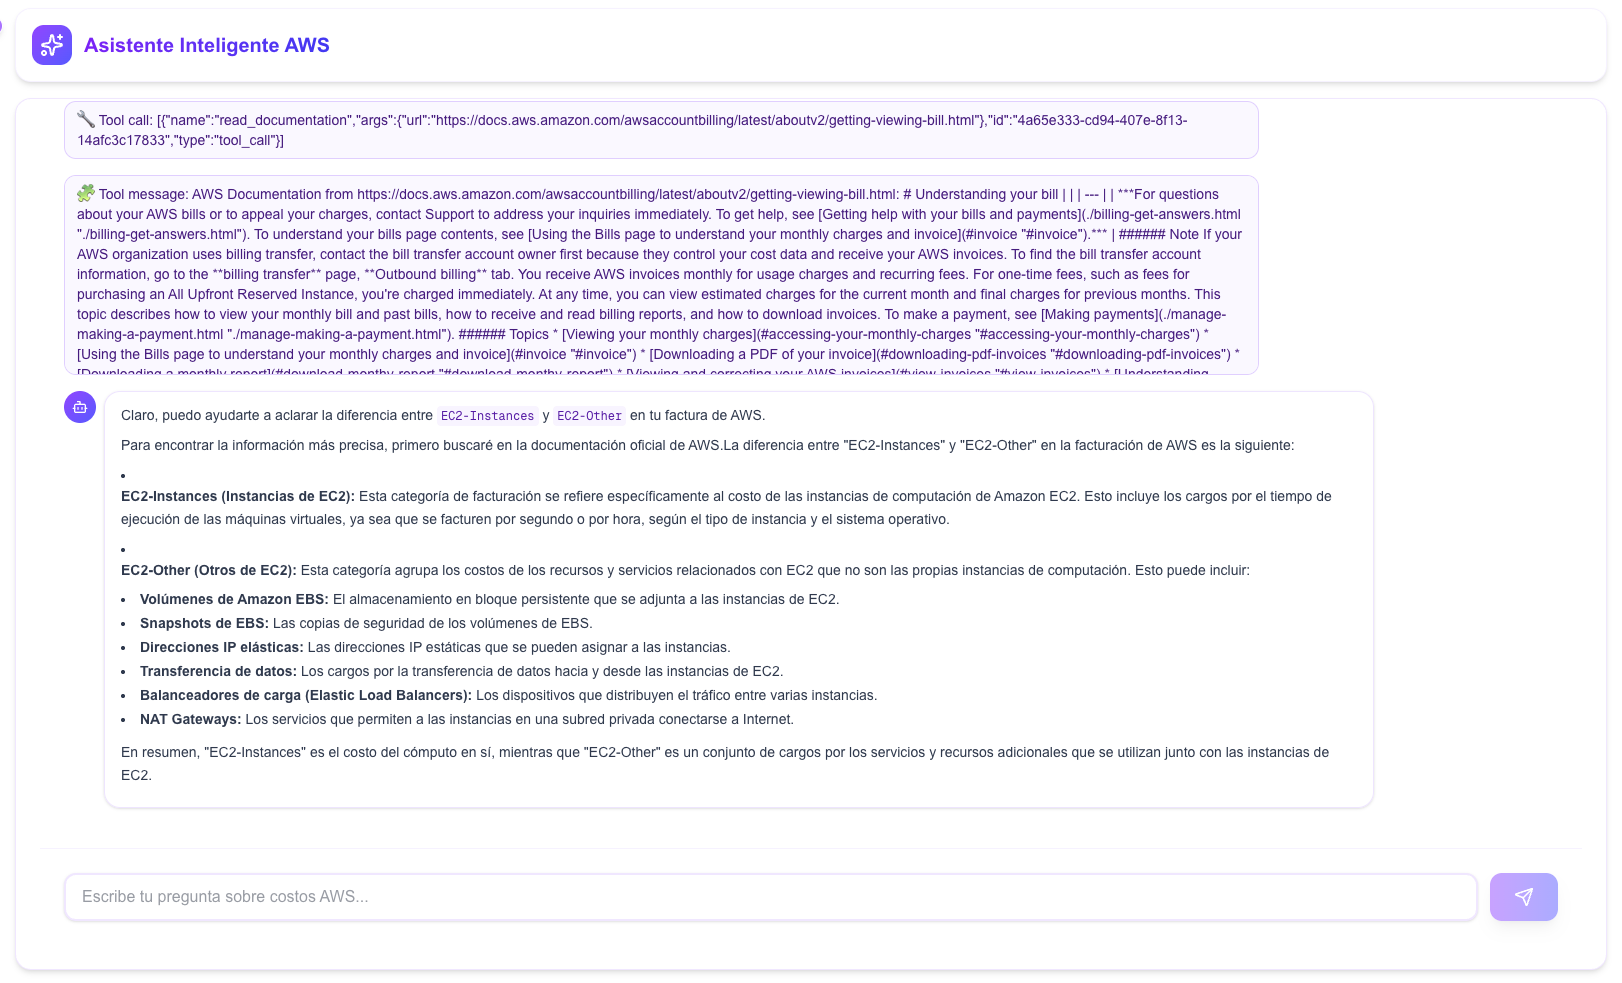 Asistente Inteligente AWS
Tool call: [{"name":"read_documentation","args":{"url":"https://docs.aws.amazon.com/awsaccountbilling/latest/aboutv2/getting-viewing-bill.html"},"id":"4a65e333-cd94-407e-8f13-
14afc3c17833","type":"tool_call"}]
Tool message: AWS Documentation from https://docs.aws.amazon.com/awsaccountbilling/latest/aboutv2/getting-viewing-bill.html: # Understanding your bill | | | --- | | ***For questions
about your AWS bills or to appeal your charges, contact Support to address your inquiries immediately. To get help, see [Getting help with your bills and payments](./billing-get-answers.html
"./billing-get-answers.html"). To understand your bills page contents, see [Using the Bills page to understand your monthly charges and invoice](#invoice "#invoice").*** | ###### Note If your
AWS organization uses billing transfer, contact the bill transfer account owner first because they control your cost data and receive your AWS invoices. To find the bill transfer account
information, go to the **billing transfer** page, **Outbound billing** tab. You receive AWS invoices monthly for usage charges and recurring fees. For one-time fees, such as fees for
purchasing an All Upfront Reserved Instance, you're charged immediately. At any time, you can view estimated charges for the current month and final charges for previous months. This
topic describes how to view your monthly bill and past bills, how to receive and read billing reports, and how to download invoices. To make a payment, see [Making payments](./manage-
making-a-payment.html "./manage-making-a-payment.html"). ###### Topics * [Viewing your monthly charges](#accessing-your-monthly-charges "#accessing-your-monthly-charges") *
[Using the Bills page to understand your monthly charges and invoice](#invoice "#invoice") * [Downloading a PDF of your invoice](#downloading-pdf-invoices "#downloading-pdf-invoices") *
[Downloading a monthly report](#download-monthy-report "#download-monthy-report") * [Viewing and correcting your AWS invoices](#view-invoices "#view-invoices") * [Understanding
Claro, puedo ayudarte a aclarar la diferencia entre EC2-Instances y EC2-Other en tu factura de AWS.
Para encontrar la información más precisa, primero buscaré en la documentación oficial de AWS.La diferencia entre "EC2-Instances" y "EC2-Other" en la facturación de AWS es la siguiente:
•
EC2-Instances (Instancias de EC2): Esta categoría de facturación se refiere específicamente al costo de las instancias de computación de Amazon EC2. Esto incluye los cargos por el tiempo de
ejecución de las máquinas virtuales, ya sea que se facturen por segundo o por hora, según el tipo de instancia y el sistema operativo.
•
EC2-Other (Otros de EC2): Esta categoría agrupa los costos de los recursos y servicios relacionados con EC2 que no son las propias instancias de computación. Esto puede incluir:
• Volúmenes de Amazon EBS: El almacenamiento en bloque persistente que se adjunta a las instancias de EC2.
• Snapshots de EBS: Las copias de seguridad de los volúmenes de EBS.
• Direcciones IP elásticas: Las direcciones IP estáticas que se pueden asignar a las instancias.
• Transferencia de datos: Los cargos por la transferencia de datos hacia y desde las instancias de EC2.
• Balanceadores de carga (Elastic Load Balancers): Los dispositivos que distribuyen el tráfico entre varias instancias.
• NAT Gateways: Los servicios que permiten a las instancias en una subred privada conectarse a Internet.
En resumen, "EC2-Instances" es el costo del cómputo en sí, mientras que "EC2-Other" es un conjunto de cargos por los servicios y recursos adicionales que se utilizan junto con las instancias de
EC2.
Escribe tu pregunta sobre costos AWS...